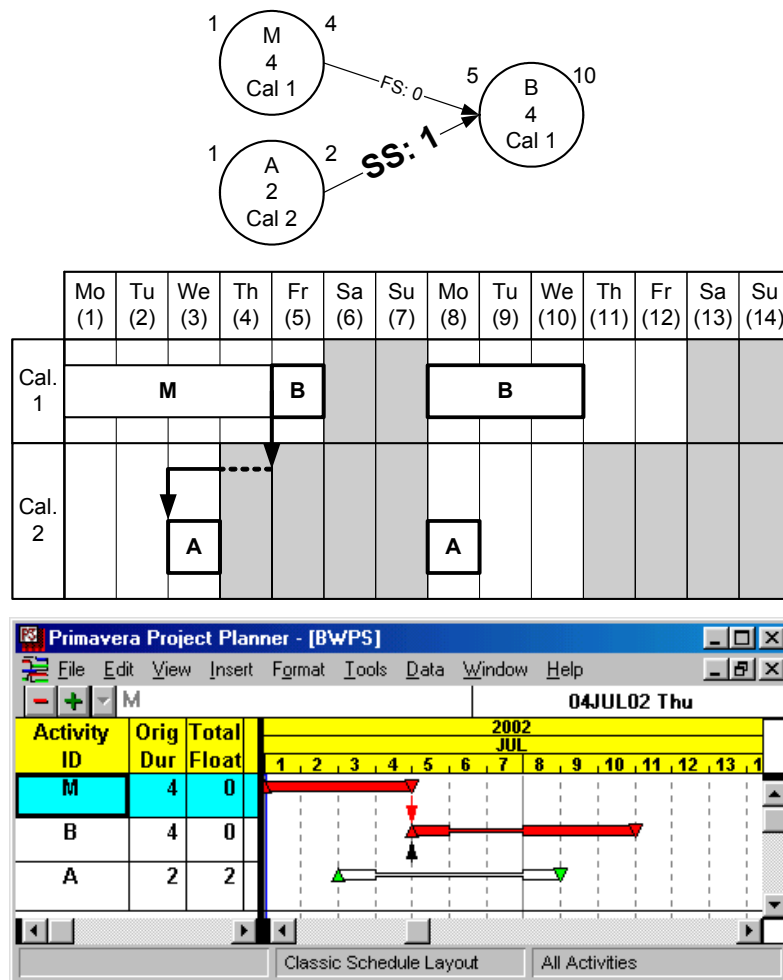 1 M 4
4
Cal 1
FS: 0
5 B 10
4
Cal 1
SS: 1
1 A 2
2
Cal 2
Mo Tu We Th Fr Sa Su Mo Tu We Th Fr Sa Su
(1) (2) (3) (4) (5) (6) (7) (8) (9) (10) (11) (12) (13) (14)
Cal. 1
M B B
Cal. 2
A A
Primavera Project Planner - [BWPS]
File Edit View Insert Format Tools Data Window Help
M 04JUL02 Thu
Activity ID Orig Dur Total Float
2002
JUL
1 2 3 4 5 6 7 8 9 10 11 12 13 1
M 4 0
B 4 0
A 2 2
Classic Schedule Layout All Activities